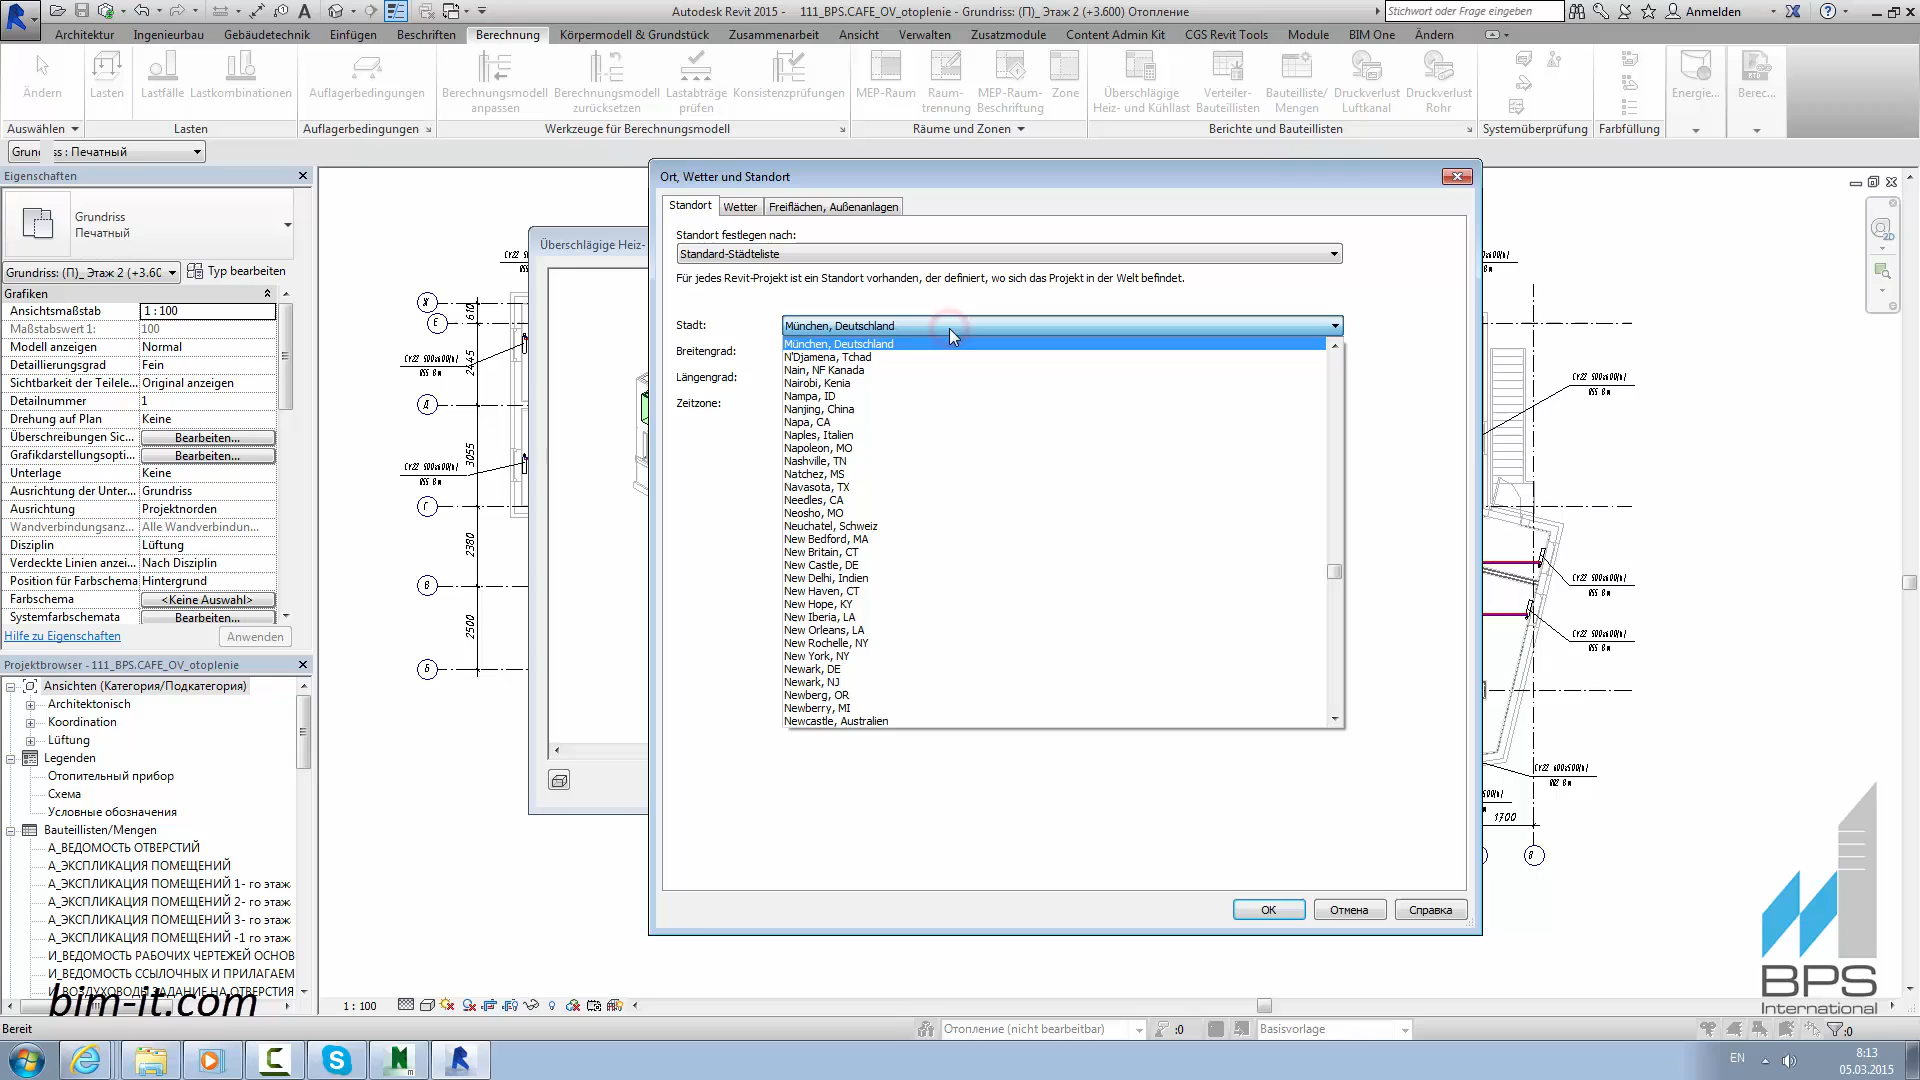 Autodesk Revit 2015 - 111_BPS.CAFE_OV_otoplenie - Grundriss: (П)_ Этаж 2 (+3.600) Отопление
Stichwort oder Frage eingeben
Anmelden
Architektur Ingenieurbau Gebäudetechnik Einfügen Beschriften Berechnung Körpermodell & Grundstück Zusammenarbeit Ansicht Verwalten Zusatzmodule Content Admin Kit CGS Revit Tools Module BIM One Ändern
Ändern Lasten Lastfälle Lastkombinationen Auflagerbedingungen Berechnungsmodell anpassen Berechnungsmodell zurücksetzen Lastabträge prüfen Konsistenzprüfungen MEP-Raum Raum-trennung MEP-Raum-Beschriftung Zone Überschlägige Heiz- und Kühllast Verteiler-Bauteillisten Bauteilliste/Mengen Druckverlust Luftkanal Druckverlust Rohr Energie... Berec...
Auswählen Lasten Auflagerbedingungen Werkzeuge für Berechnungsmodell Räume und Zonen Berichte und Bauteillisten Systemüberprüfung Farbfüllung
Grun ss : Печатный
Eigenschaften
Grundriss
Печатный
Grundriss: (П)_ Этаж 2 (+3.6C Typ bearbeiten
Grafiken
Ansichtsmaßstab 1 : 100
Maßstabswert 1: 100
Modell anzeigen Normal
Detaillierungsgrad Fein
Sichtbarkeit der Teilele... Original anzeigen
Detailnummer 1
Drehung auf Plan Keine
Überschreibungen Sic... Bearbeiten...
Grafikdarstellungsopti... Bearbeiten...
Unterlage Keine
Ausrichtung der Unter... Grundriss
Ausrichtung Projektnorden
Wandverbindungsanz... Alle Wandverbindun...
Disziplin Lüftung
Verdeckte Linien anzei... Nach Disziplin
Position für Farbschema Hintergrund
Farbschema <Keine Auswahl>
Systemfarbschemata Bearbeiten...
Hilfe zu Eigenschaften Anwenden
Projektbrowser - 111_BPS.CAFE_OV_otoplenie
Ansichten (Категория/Подкатегория)
Architektonisch
Koordination
Lüftung
Legenden
Отопительный прибор
Схема
Условные обозначения
Bauteillisten/Mengen
А_ВЕДОМОСТЬ ОТВЕРСТИЙ
А_ЭКСПЛИКАЦИЯ ПОМЕЩЕНИЙ
А_ЭКСПЛИКАЦИЯ ПОМЕЩЕНИЙ 1- го этаж
А_ЭКСПЛИКАЦИЯ ПОМЕЩЕНИЙ 2- го этаж
А_ЭКСПЛИКАЦИЯ ПОМЕЩЕНИЙ 3- го этаж
А_ЭКСПЛИКАЦИЯ ПОМЕЩЕНИЙ -1 го этаж
И_ВЕДОМОСТЬ РАБОЧИХ ЧЕРТЕЖЕЙ ОСНОВ
И_ВЕДОМОСТЬ ССЫЛОЧНЫХ И ПРИЛАГАЕМ
И_ВОЗДУХОВОДЫ ЗАДАНИЕ НА ОТВЕРСТИЯ
bim-it.com
Ж
Е
Д
Г
В
Б
610
2445
3055
2380
2500
Überschlägige Heiz-
Ort, Wetter und Standort
Standort Wetter Freiflächen, Außenanlagen
Standort festlegen nach:
Standard-Städteliste
Für jedes Revit-Projekt ist ein Standort vorhanden, der definiert, wo sich das Projekt in der Welt befindet.
Stadt: München, Deutschland
Breitengrad:
Längengrad:
Zeitzone:
München, Deutschland
N'Djamena, Tchad
Nain, NF Kanada
Nairobi, Kenia
Nampa, ID
Nanjing, China
Napa, CA
Naples, Italien
Napoleon, MO
Nashville, TN
Natchez, MS
Navasota, TX
Needles, CA
Neosho, MO
Neuchatel, Schweiz
New Bedford, MA
New Britain, CT
New Castle, DE
New Delhi, Indien
New Haven, CT
New Hope, KY
New Iberia, LA
New Orleans, LA
New Rochelle, NY
New York, NY
Newark, DE
Newark, NJ
Newberg, OR
Newberry, MI
Newcastle, Australien
OK Отмена Справка
1700
8
BPS
International
1 : 100
Bereit
Отопление (nicht bearbeitbar) :0 Basisvorlage :0
EN
8:13
05.03.2015